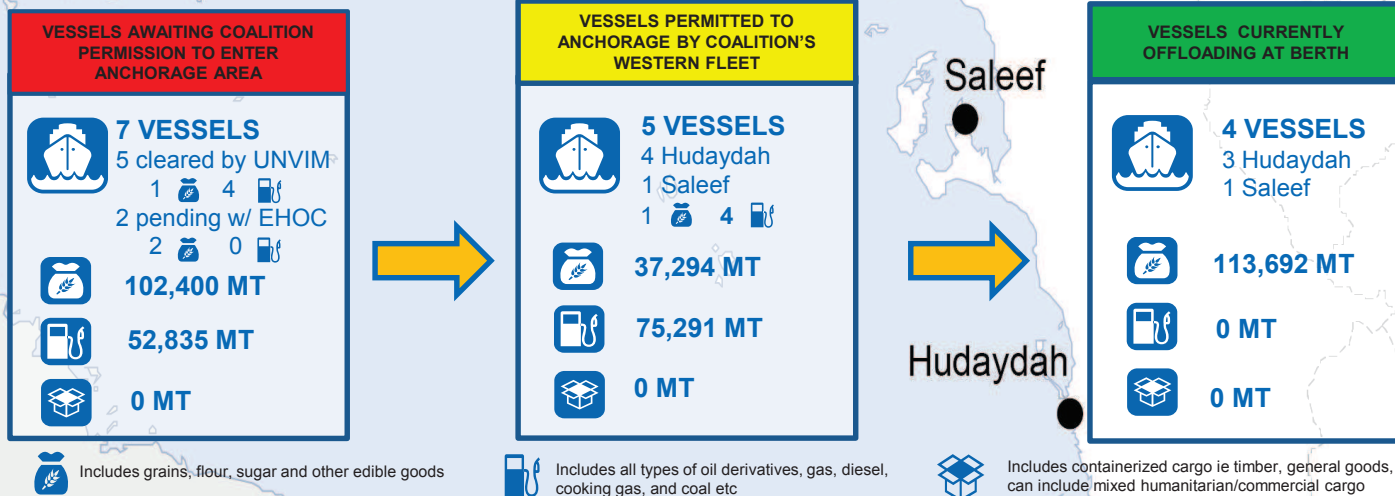 VESSELS AWAITING COALITION
PERMISSION TO ENTER
ANCHORAGE AREA
7 VESSELS
5 cleared by UNVIM
1 4
2 pending w/ EHOC
2 0
102,400 MT
52,835 MT
0 MT
VESSELS PERMITTED TO
ANCHORAGE BY COALITION'S
WESTERN FLEET
5 VESSELS
4 Hudaydah
1 Saleef
1 4
37,294 MT
75,291 MT
0 MT
Saleef
Hudaydah
VESSELS CURRENTLY
OFFLOADING AT BERTH
4 VESSELS
3 Hudaydah
1 Saleef
113,692 MT
0 MT
0 MT
Includes grains, flour, sugar and other edible goods
Includes all types of oil derivatives, gas, diesel,
cooking gas, and coal etc
Includes containerized cargo ie timber, general goods,
can include mixed humanitarian/commercial cargo